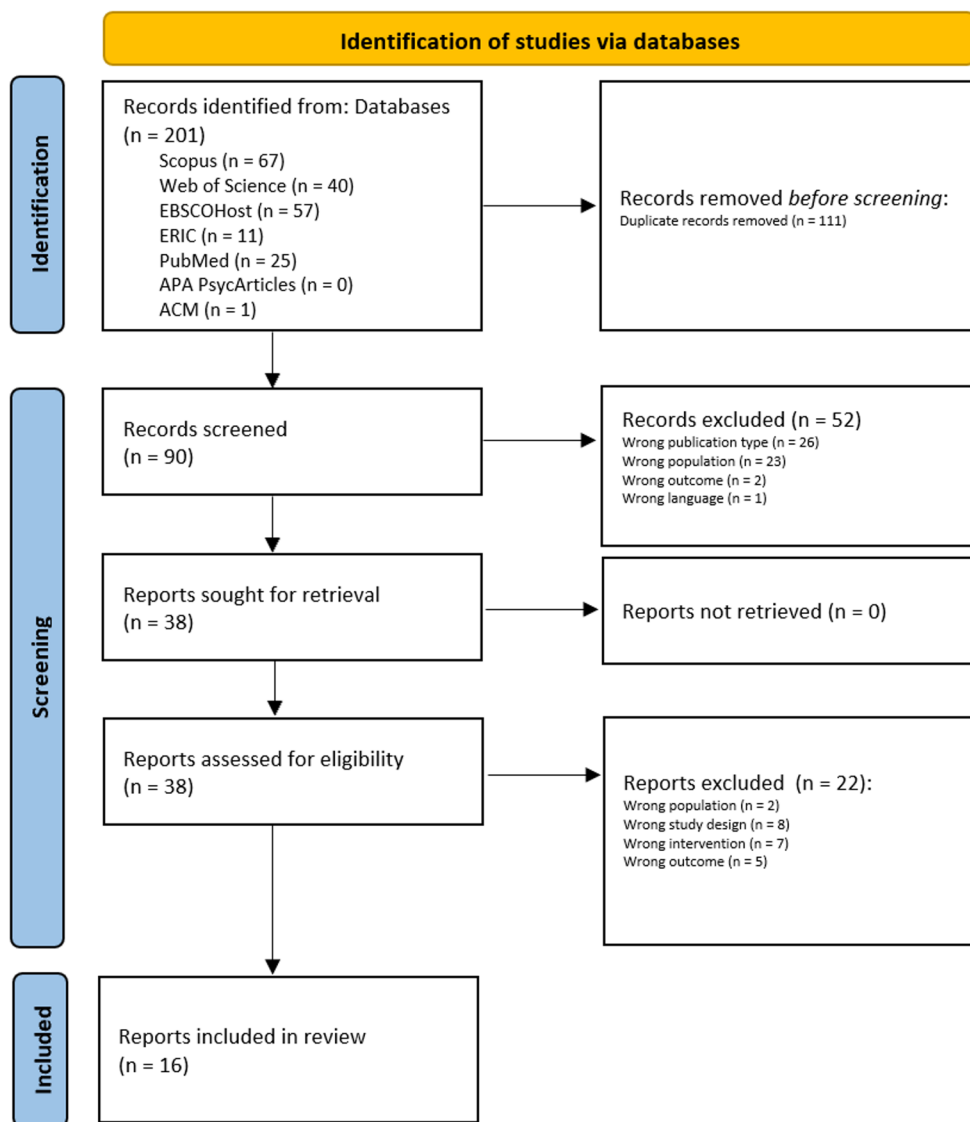 Identification of studies via databases
Identification
Records identified from: Databases
(n = 201)
Scopus (n = 67)
Web of Science (n = 40)
EBSCOHost (n = 57)
ERIC (n = 11)
PubMed (n = 25)
APA PsycArticles (n = 0)
ACM (n = 1)
Records removed before screening:
Duplicate records removed (n = 111)
Screening
Records screened
(n = 90)
Records excluded (n = 52)
Wrong publication type (n = 26)
Wrong population (n = 23)
Wrong outcome (n = 2)
Wrong language (n = 1)
Reports sought for retrieval
(n = 38)
Reports not retrieved (n = 0)
Reports assessed for eligibility
(n = 38)
Reports excluded  (n = 22):
Wrong population (n = 2)
Wrong study design (n = 8)
Wrong intervention (n = 7)
Wrong outcome (n = 5)
Included
Reports included in review
(n = 16)